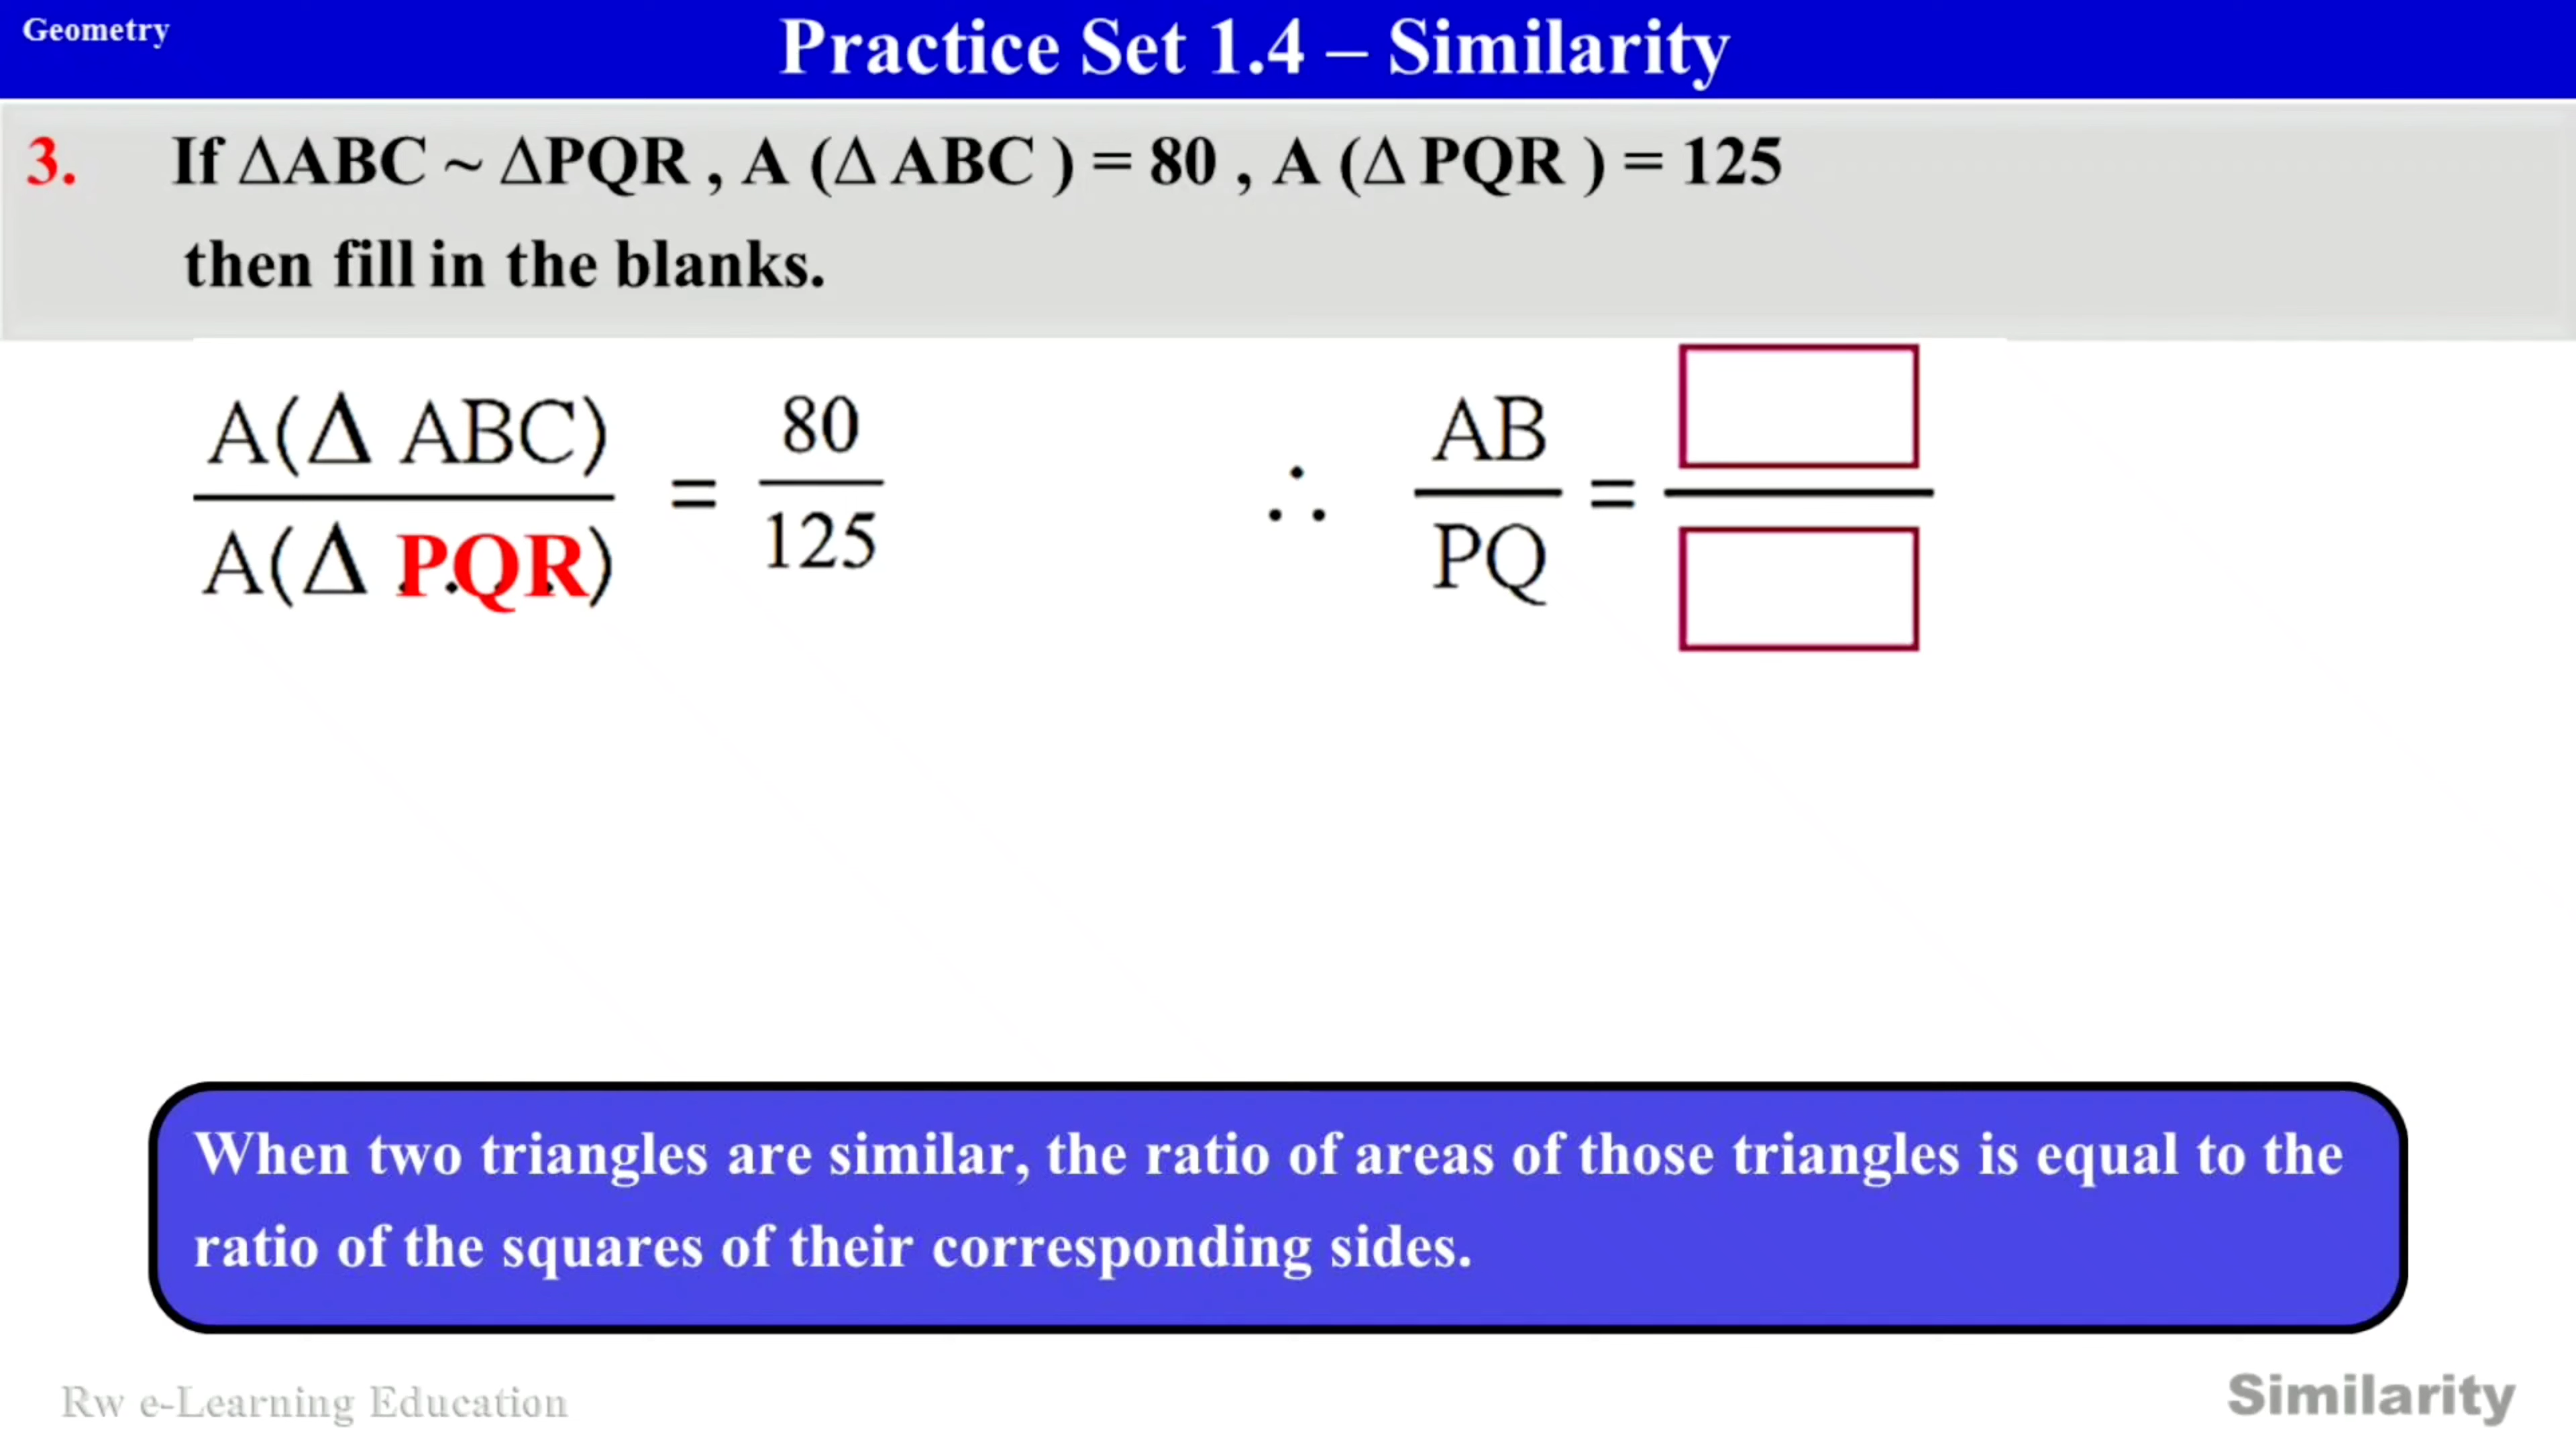 Geometry
Practice Set 1.4 – Similarity
3. If ΔABC ~ ΔPQR , A (Δ ABC ) = 80 , A (Δ PQR ) = 125
then fill in the blanks.
A(Δ ABC)
A(Δ PQR)
=
80
125
∴
AB
PQ
=
When two triangles are similar, the ratio of areas of those triangles is equal to the
ratio of the squares of their corresponding sides.
Rw e-Learning Education
Similarity